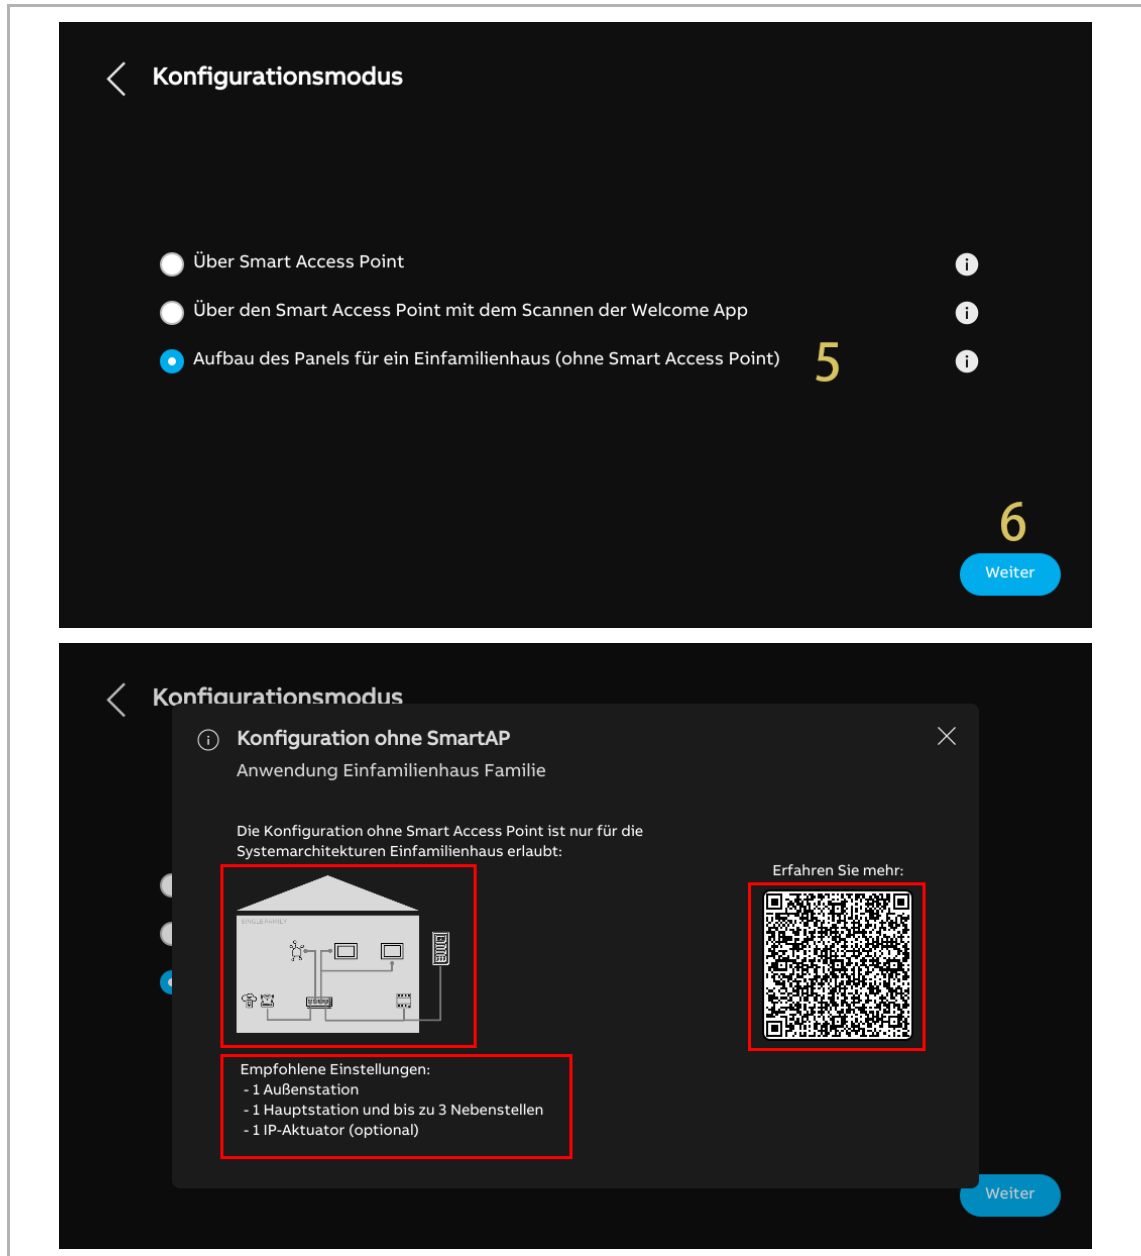 Konfigurationsmodus
Über Smart Access Point
Über den Smart Access Point mit dem Scannen der Welcome App
Aufbau des Panels für ein Einfamilienhaus (ohne Smart Access Point)
5
6
Weiter
Konfigurationsmodus
Konfiguration ohne SmartAP
Anwendung Einfamilienhaus Familie
Die Konfiguration ohne Smart Access Point ist nur für die
Systemarchitekturen Einfamilienhaus erlaubt:
Erfahren Sie mehr:
SINGLE FAMILY
Empfohlene Einstellungen:
- 1 Außenstation
- 1 Hauptstation und bis zu 3 Nebenstellen
- 1 IP-Aktuator (optional)
Weiter